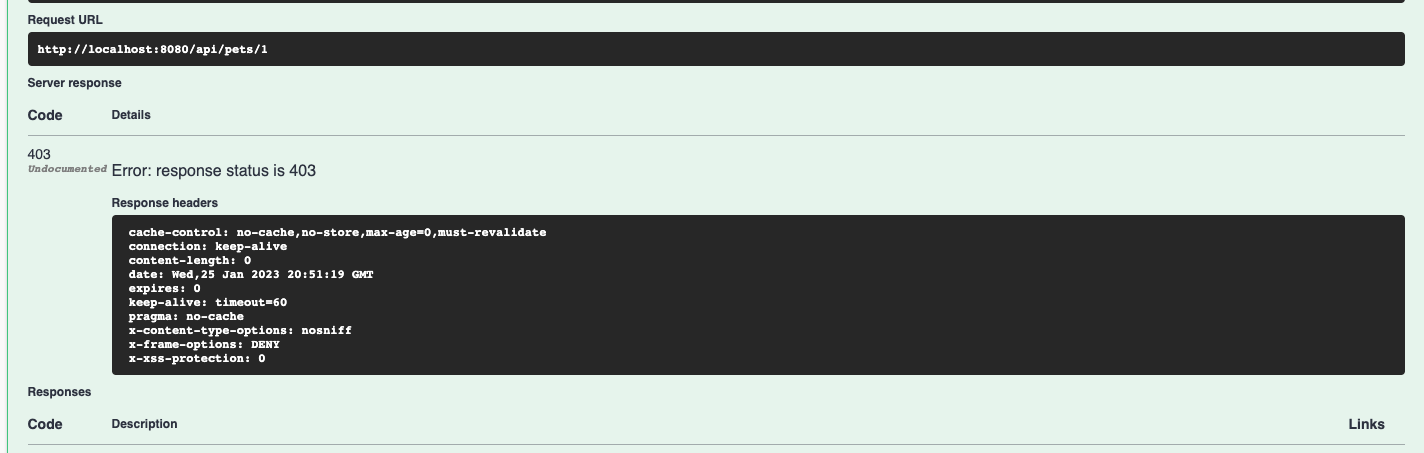 Request URL
http://localhost:8080/api/pets/1
Server response
Code Details
403
Undocumented Error: response status is 403
Response headers
cache-control: no-cache,no-store,max-age=0,must-revalidate
connection: keep-alive
content-length: 0
date: Wed,25 Jan 2023 20:51:19 GMT
expires: 0
keep-alive: timeout=60
pragma: no-cache
x-content-type-options: nosniff
x-frame-options: DENY
x-xss-protection: 0
Responses
Code Description Links